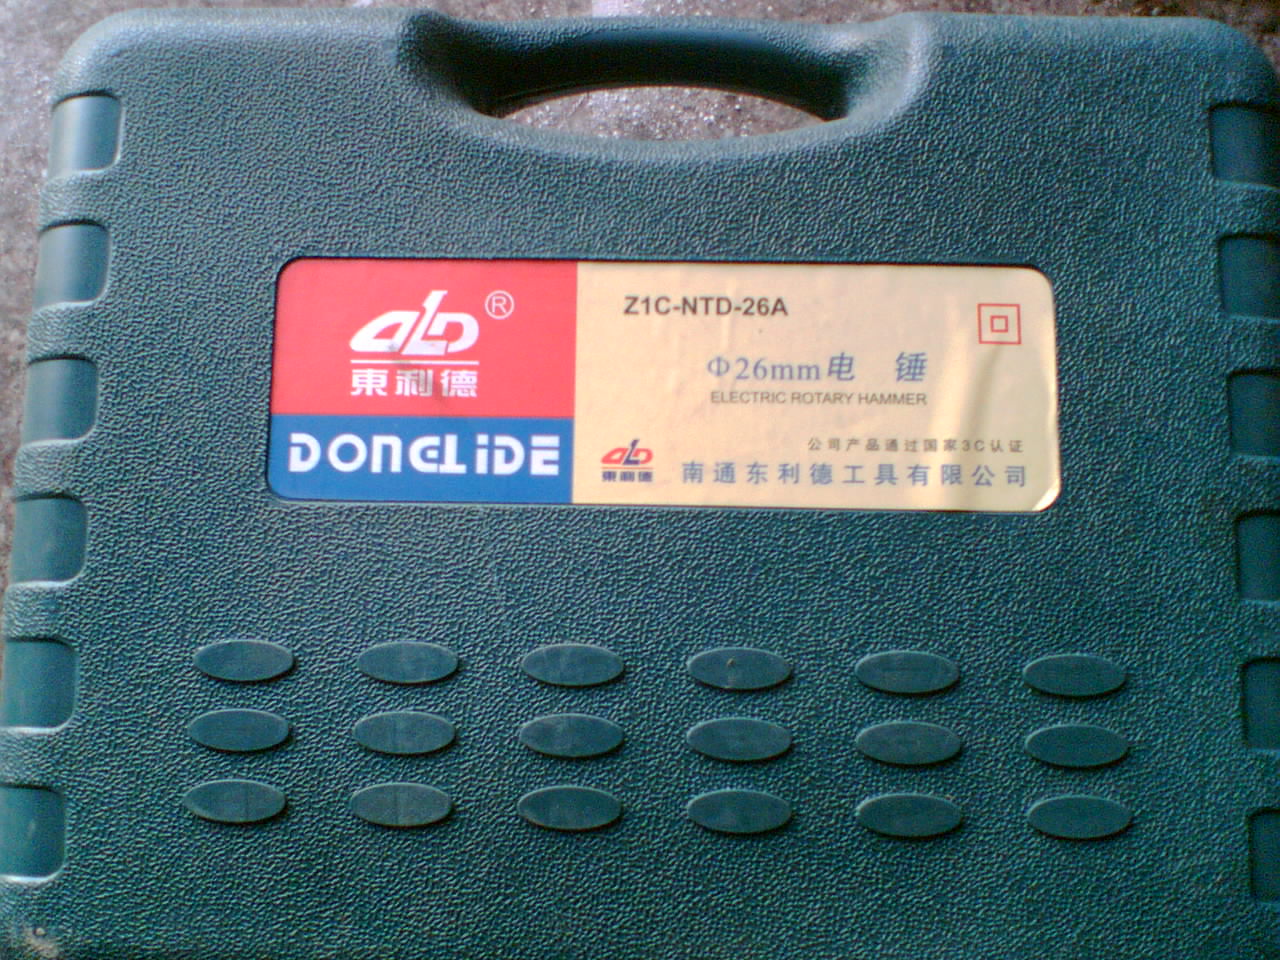 DLD ®
東利德
DONGLIDE
Z1C-NTD-26A
Φ26mm电 锤
ELECTRIC ROTARY HAMMER
公司产品通过国家3C认证
DLD
東利德
南通东利德工具有限公司